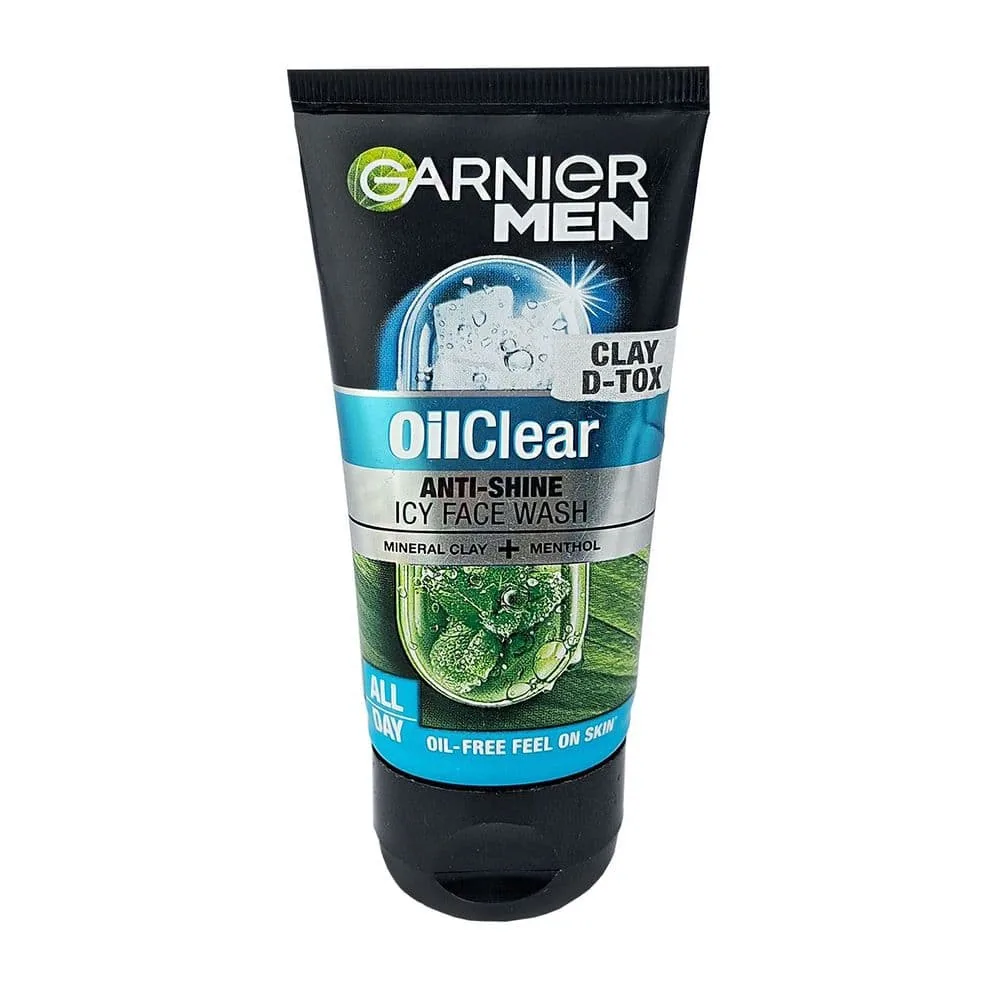 GARNIER
MEN
CLAY
D-TOX
OilClear
ANTI-SHINE
ICY FACE WASH
MINERAL CLAY + MENTHOL
ALL
DAY
OIL-FREE FEEL ON SKIN*